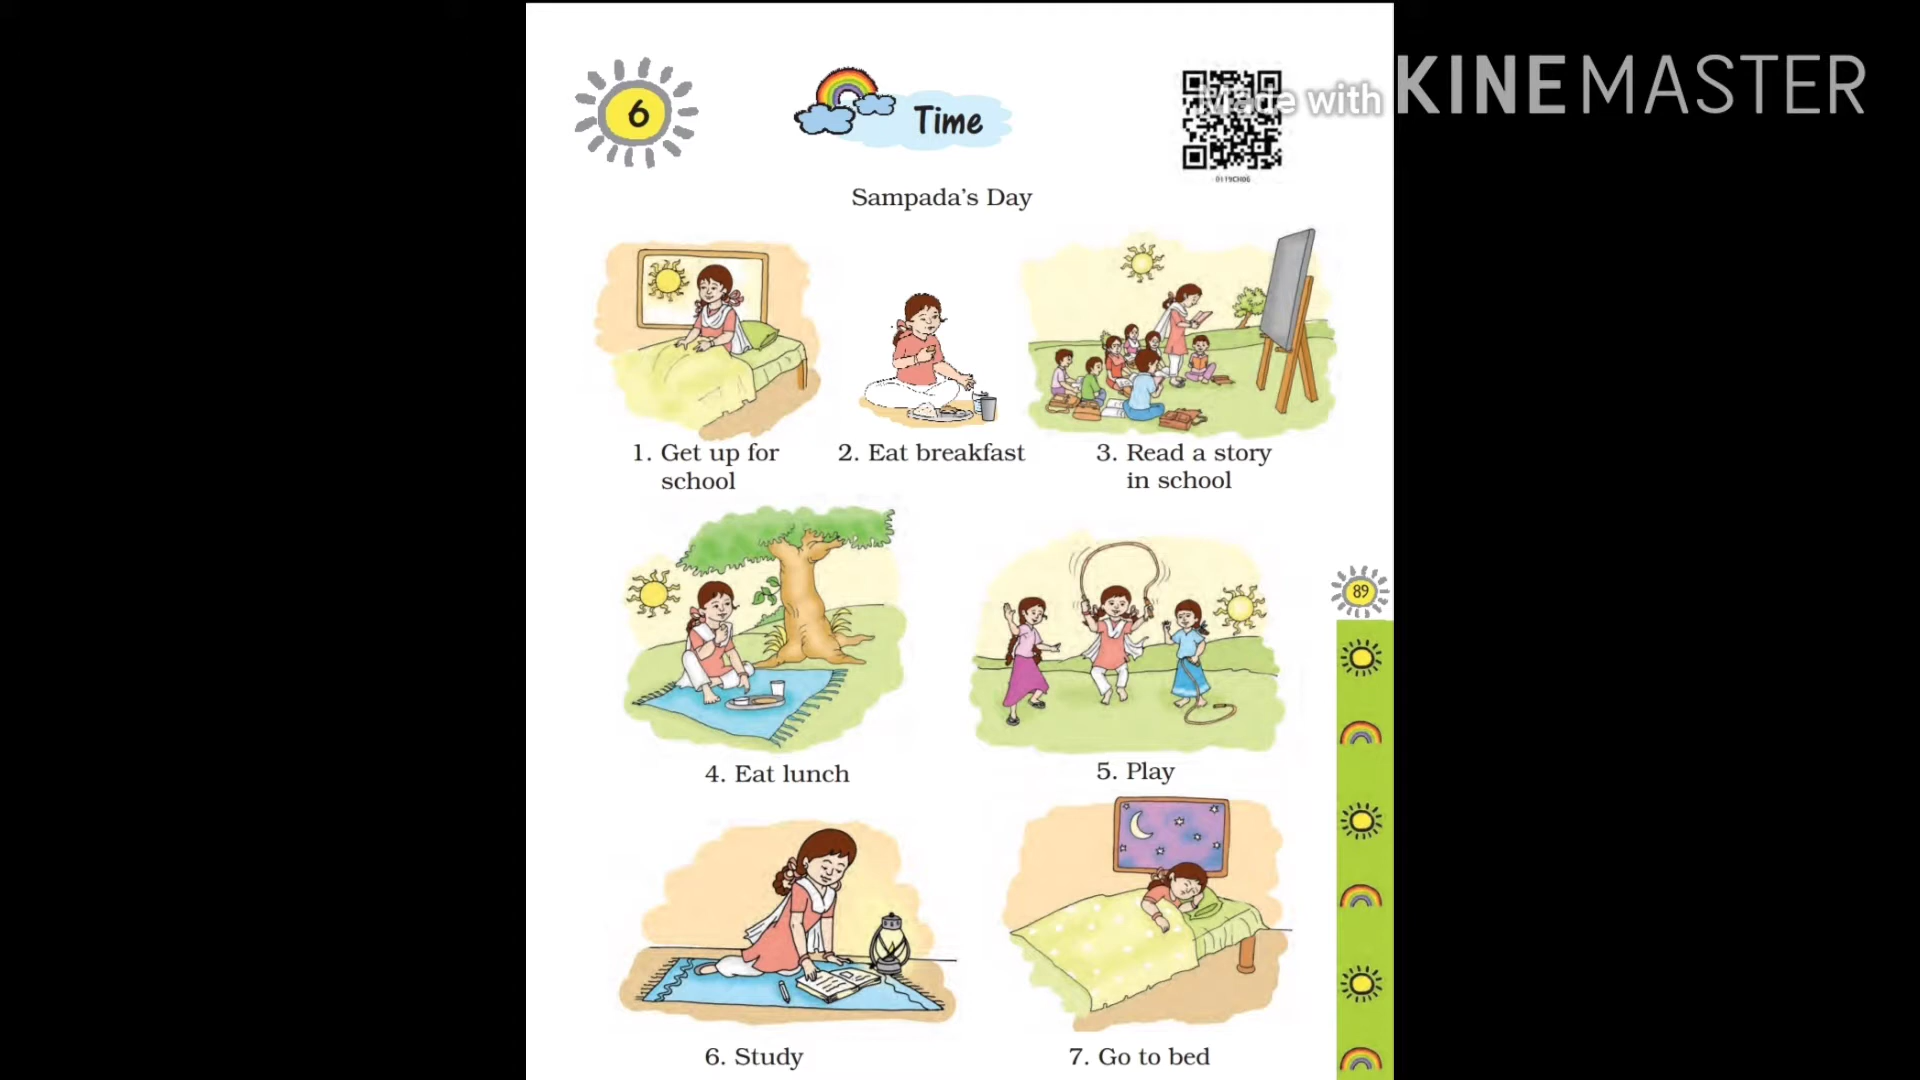 Made with KINEMASTER
6
Time
0119CH06
Sampada's Day
1. Get up for
school
2. Eat breakfast
3. Read a story
in school
4. Eat lunch
5. Play
89
6. Study
7. Go to bed